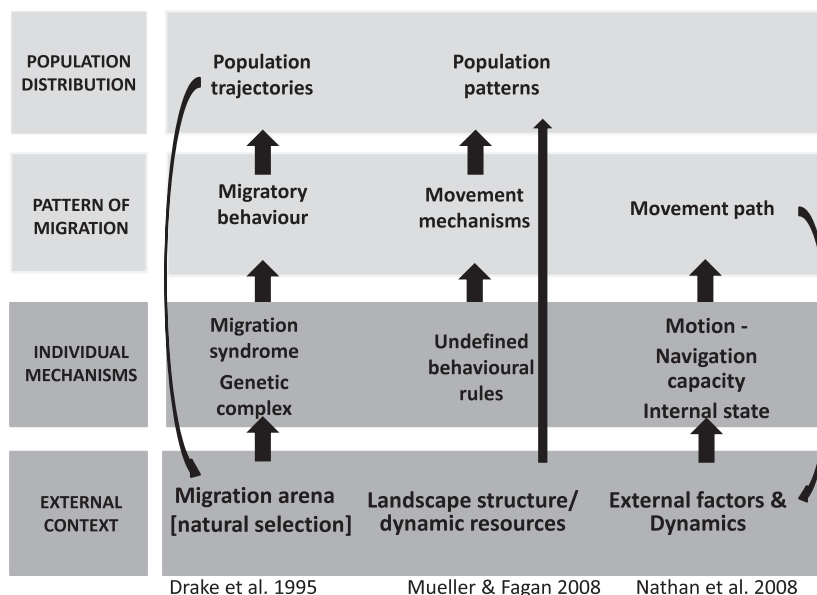 POPULATION
DISTRIBUTION
Population
trajectories
Population
patterns
PATTERN OF
MIGRATION
Migratory
behaviour
Movement
mechanisms
Movement path
INDIVIDUAL
MECHANISMS
Migration
syndrome
Genetic
complex
Undefined
behavioural
rules
Motion -
Navigation
capacity
Internal state
EXTERNAL
CONTEXT
Migration arena
[natural selection]
Landscape structure/
dynamic resources
External factors &
Dynamics
Drake et al. 1995
Mueller & Fagan 2008
Nathan et al. 2008